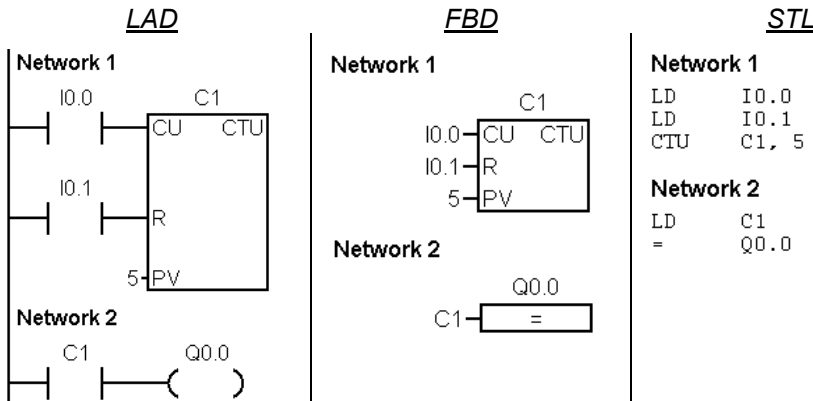 LAD
Network 1
I0.0
C1
CU CTU
I0.1
R
5 PV
Network 2
C1 Q0.0
FBD
Network 1
C1
I0.0 CU CTU
I0.1 R
5 PV
Network 2
Q0.0
C1 =
STL
Network 1
LD I0.0
LD I0.1
CTU C1, 5
Network 2
LD C1
= Q0.0